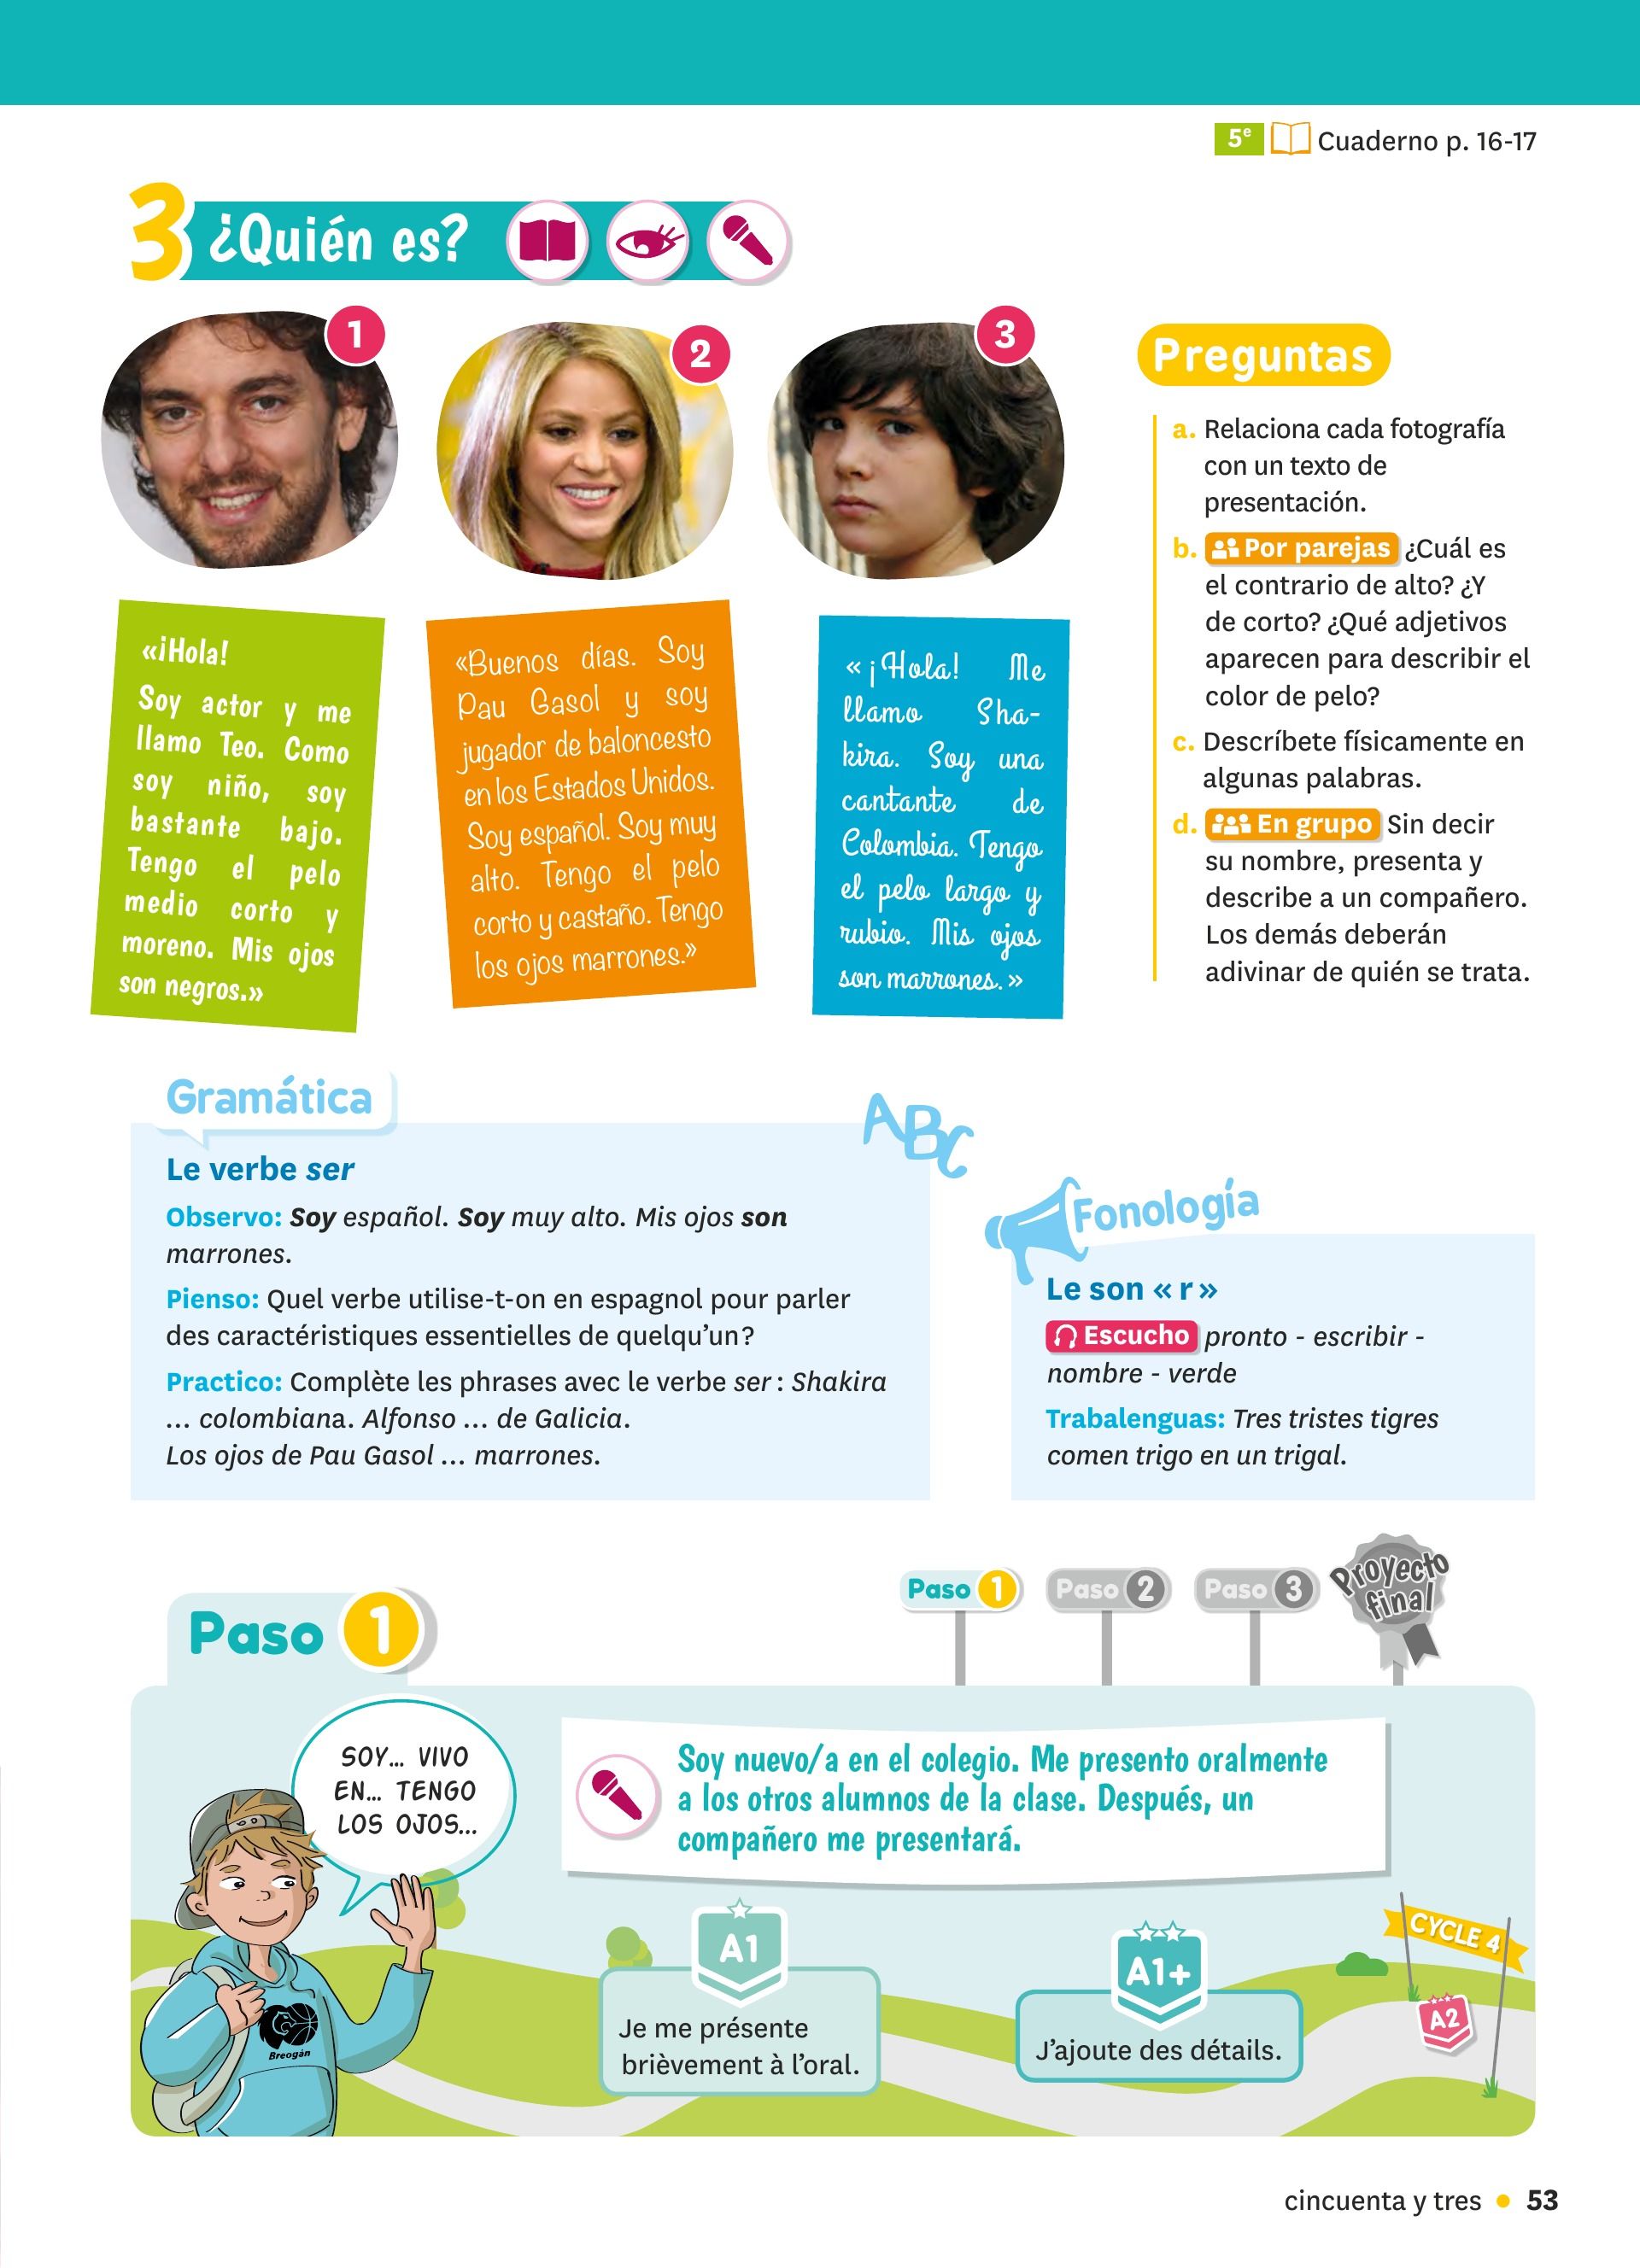 5e Cuaderno p. 16-17
3 ¿Quién es?
1
2
3
«¡Hola!
Soy actor y me
llamo Teo. Como
soy niño, soy
bastante bajo.
Tengo el pelo
medio corto y
moreno. Mis ojos
son negros.»
«Buenos días. Soy
Pau Gasol y soy
jugador de baloncesto
en los Estados Unidos.
Soy español. Soy muy
alto. Tengo el pelo
corto y castaño. Tengo
los ojos marrones.»
« ¡Hola! Me
llamo Sha-
kira. Soy una
cantante de
Colombia. Tengo
el pelo largo y
rubio. Mis ojos
son marrones. »
Preguntas
a. Relaciona cada fotografía
con un texto de
presentación.
b. Por parejas ¿Cuál es
el contrario de alto? ¿Y
de corto? ¿Qué adjetivos
aparecen para describir el
color de pelo?
c. Descríbete físicamente en
algunas palabras.
d. En grupo Sin decir
su nombre, presenta y
describe a un compañero.
Los demás deberán
adivinar de quién se trata.
Gramática
ABC
Le verbe ser
Observo: Soy español. Soy muy alto. Mis ojos son
marrones.
Pienso: Quel verbe utilise-t-on en espagnol pour parler
des caractéristiques essentielles de quelqu'un ?
Practico: Complète les phrases avec le verbe ser : Shakira
... colombiana. Alfonso ... de Galicia.
Los ojos de Pau Gasol ... marrones.
Fonología
Le son « r »
Escucho pronto - escribir -
nombre - verde
Trabalenguas: Tres tristes tigres
comen trigo en un trigal.
Paso 1
Paso 2
Paso 3
Proyecto
final
Paso 1
SOY... VIVO
EN... TENGO
LOS OJOS...
Soy nuevo/a en el colegio. Me presento oralmente
a los otros alumnos de la clase. Después, un
compañero me presentará.
Breogán
A1
Je me présente
brièvement à l'oral.
A1+
J'ajoute des détails.
CYCLE 4
A2
cincuenta y tres • 53